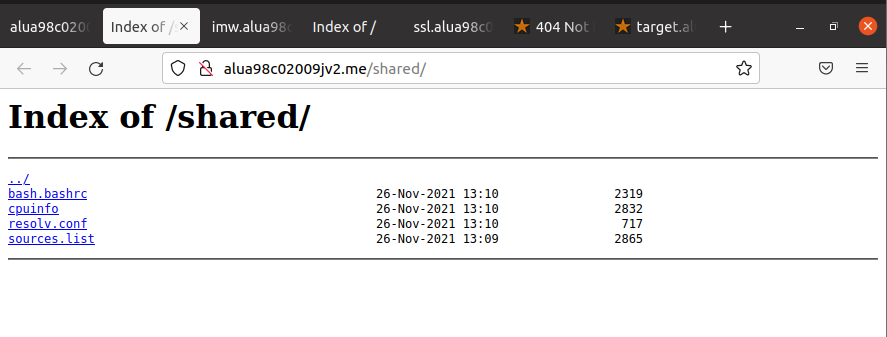 alua98c020 Index of / imw.alua98c Index of / ssl.alua98c0 404 Not target.al
alua98c02009jv2.me/shared/
Index of /shared/
../
bash.bashrc 26-Nov-2021 13:10 2319
cpuinfo 26-Nov-2021 13:10 2832
resolv.conf 26-Nov-2021 13:10 717
sources.list 26-Nov-2021 13:09 2865